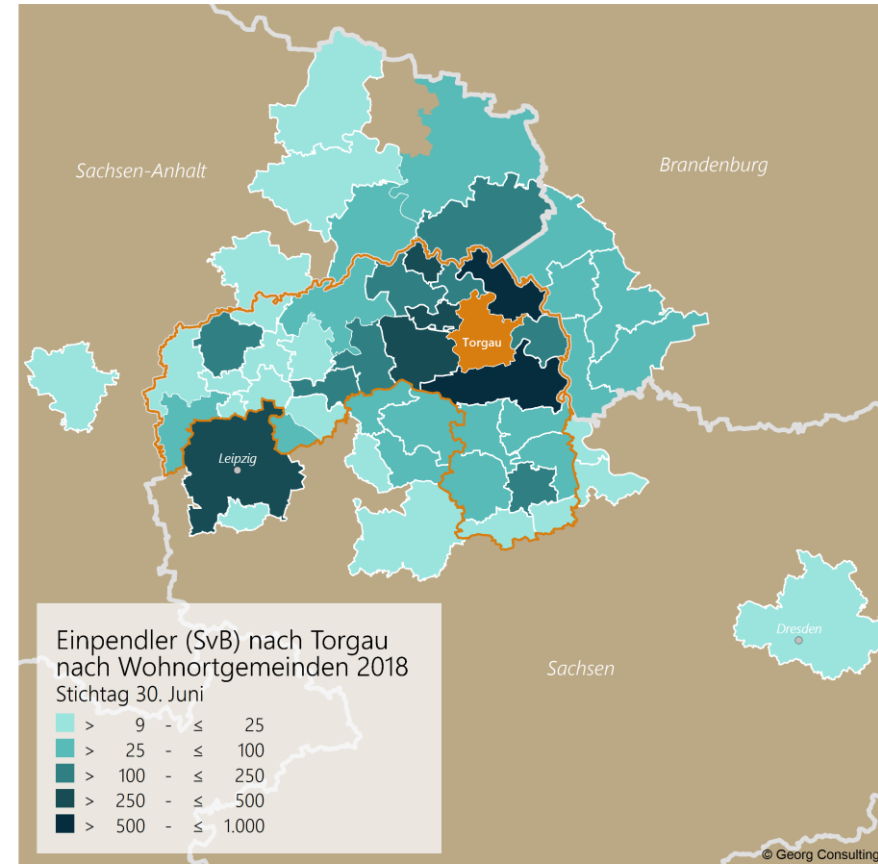 Sachsen-Anhalt
Brandenburg
Torgau
Leipzig
Dresden
Sachsen
Einpendler (SvB) nach Torgau
nach Wohnortgemeinden 2018
Stichtag 30. Juni
> 9 - ≤ 25
> 25 - ≤ 100
> 100 - ≤ 250
> 250 - ≤ 500
> 500 - ≤ 1.000
© Georg Consulting